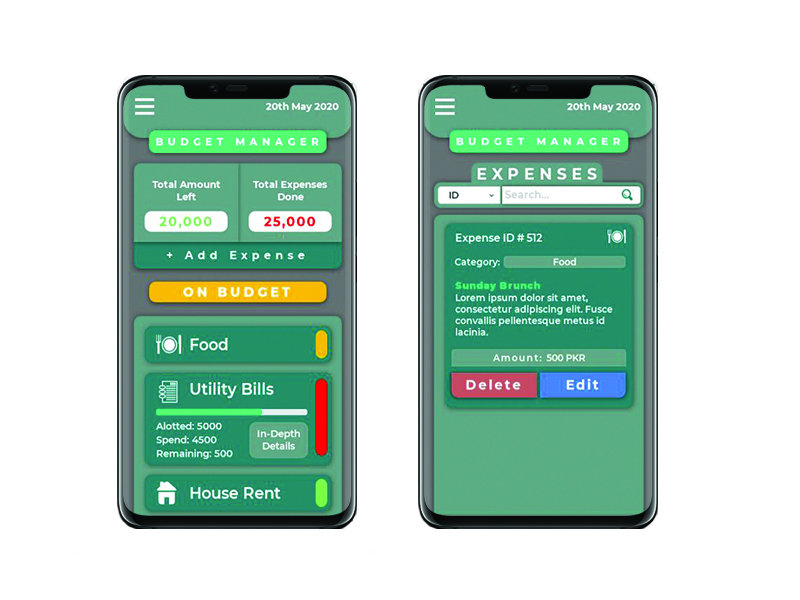 20th May 2020
BUDGET MANAGER
Total Amount
Left
Total Expenses
Done
20,000
25,000
+ Add Expense
ON BUDGET
Food
Utility Bills
Alotted: 5000
Spend: 4500
Remaining: 500
In-Depth
Details
House Rent
20th May 2020
BUDGET MANAGER
EXPENSES
ID
Search...
Expense ID # 512
Category:
Food
Sunday Brunch
Lorem ipsum dolor sit amet,
consectetur adipiscing elit. Fusce
convallis pellentesque metus id
lacinia.
Amount: 500 PKR
Delete
Edit